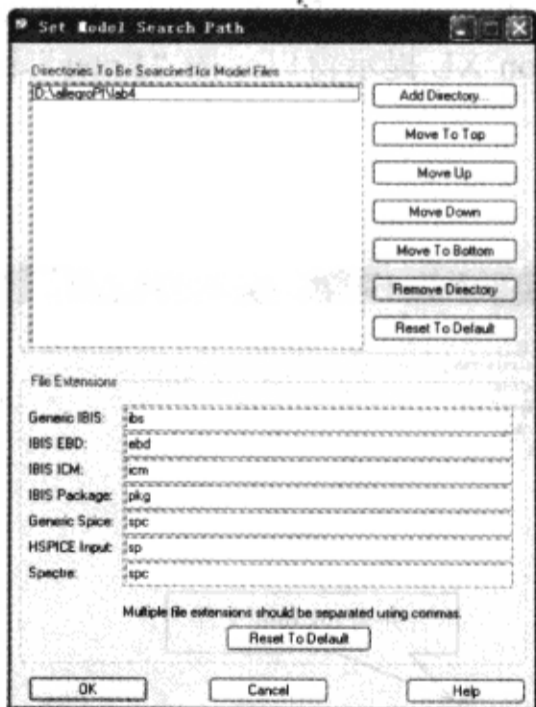 Set Model Search Path
Directories To Be Searched for Model Files
Add Directory...
Move To Top
Move Up
Move Down
Move To Bottom
Remove Directory
Reset To Default
File Extensions
Generic IBIS: ibs
IBIS EBD: ebd
IBIS ICM: icm
IBIS Package: pkg
Generic Spice: spc
HSPICE Input: sp
Spectre: spc
Multiple file extensions should be separated using commas.
Reset To Default
OK
Cancel
Help